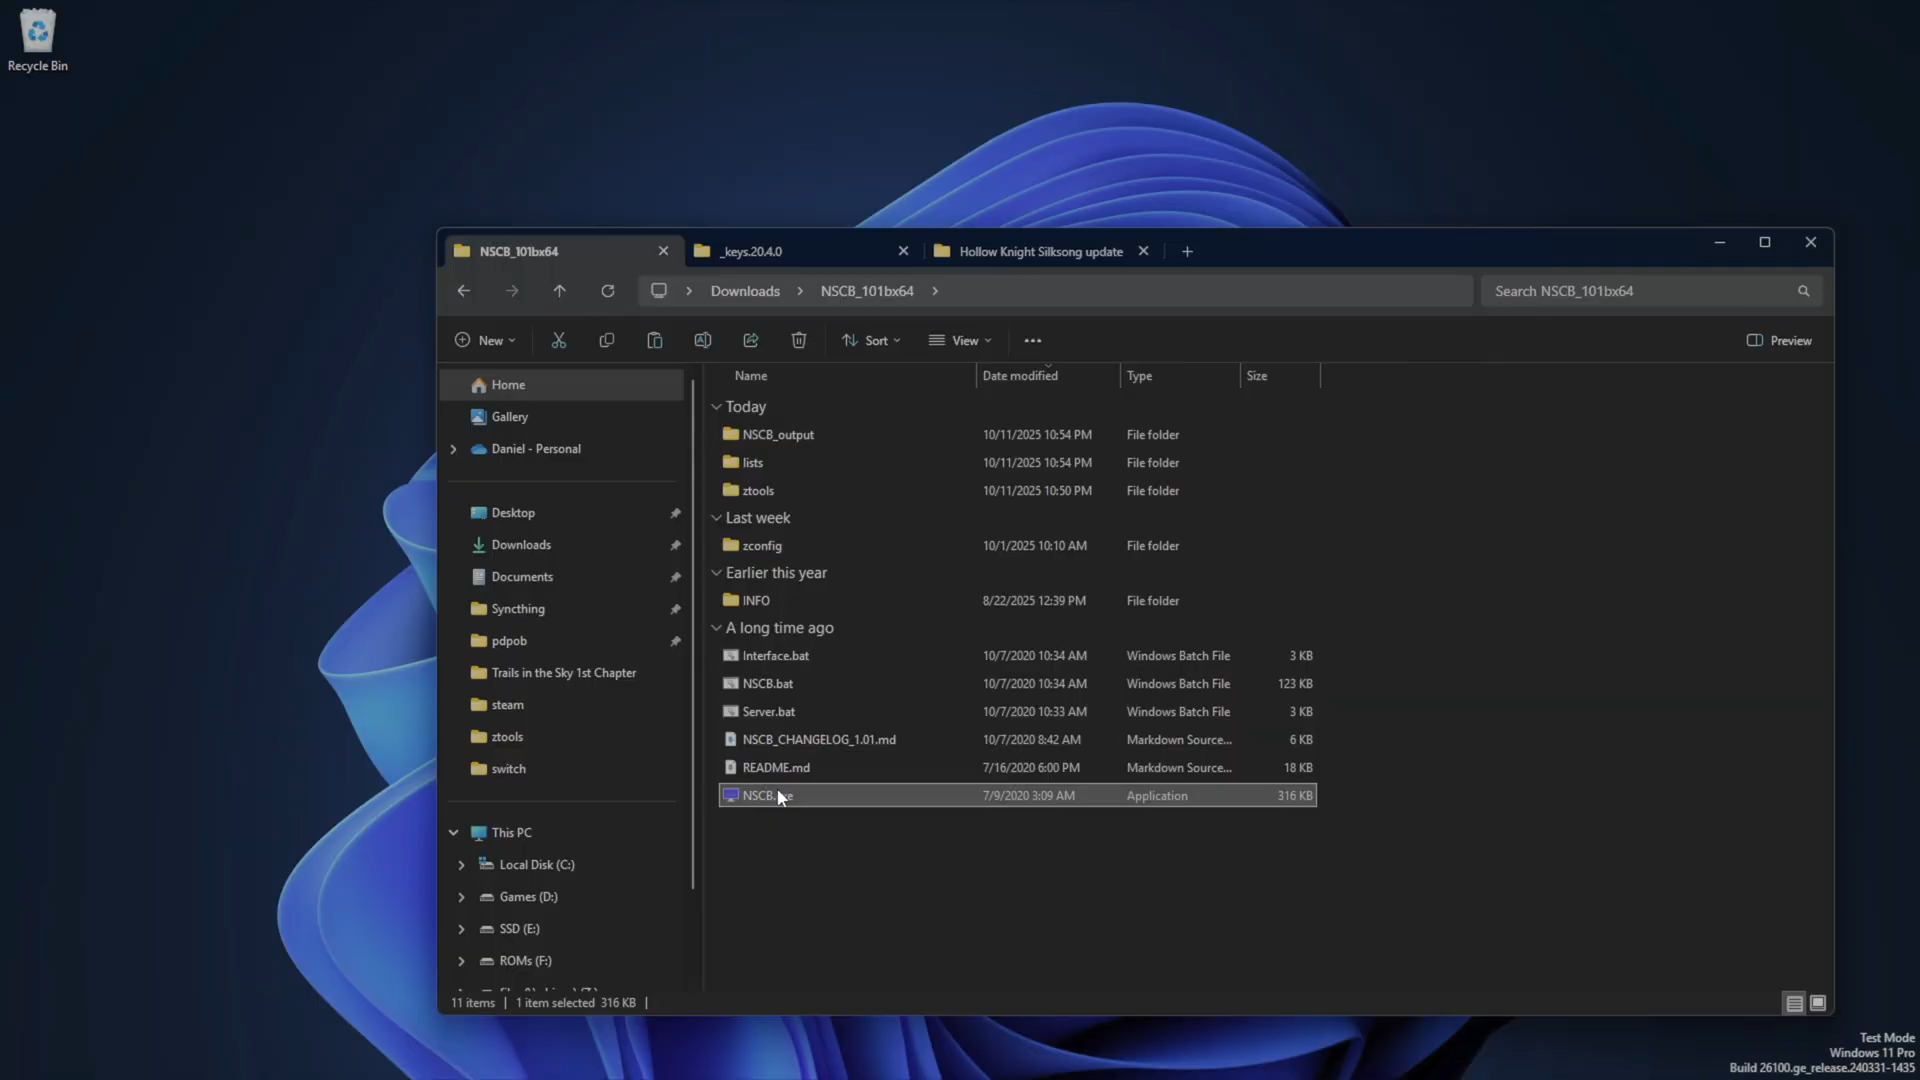 Recycle Bin
NSCB_101bx64
_keys.20.4.0
Hollow Knight Silksong update
Downloads
NSCB_101bx64
Search NSCB_101bx64
New
Sort
View
Preview
Home
Gallery
Daniel - Personal
Desktop
Downloads
Documents
Syncthing
pdpob
Trails in the Sky 1st Chapter
steam
ztools
switch
This PC
Local Disk (C:)
Games (D:)
SSD (E:)
ROMs (F:)
Name Date modified Type Size
Today
NSCB_output 10/11/2025 10:54 PM File folder
lists 10/11/2025 10:54 PM File folder
ztools 10/11/2025 10:50 PM File folder
Last week
zconfig 10/1/2025 10:10 AM File folder
Earlier this year
INFO 8/22/2025 12:39 PM File folder
A long time ago
Interface.bat 10/7/2020 10:34 AM Windows Batch File 3 KB
NSCB.bat 10/7/2020 10:34 AM Windows Batch File 123 KB
Server.bat 10/7/2020 10:33 AM Windows Batch File 3 KB
NSCB_CHANGELOG_1.01.md 10/7/2020 8:42 AM Markdown Source... 6 KB
README.md 7/16/2020 6:00 PM Markdown Source... 18 KB
NSCB.exe 7/9/2020 3:09 AM Application 316 KB
11 items | 1 item selected 316 KB |
Test Mode
Windows 11 Pro
Build 26100.ge_release.240331-1435